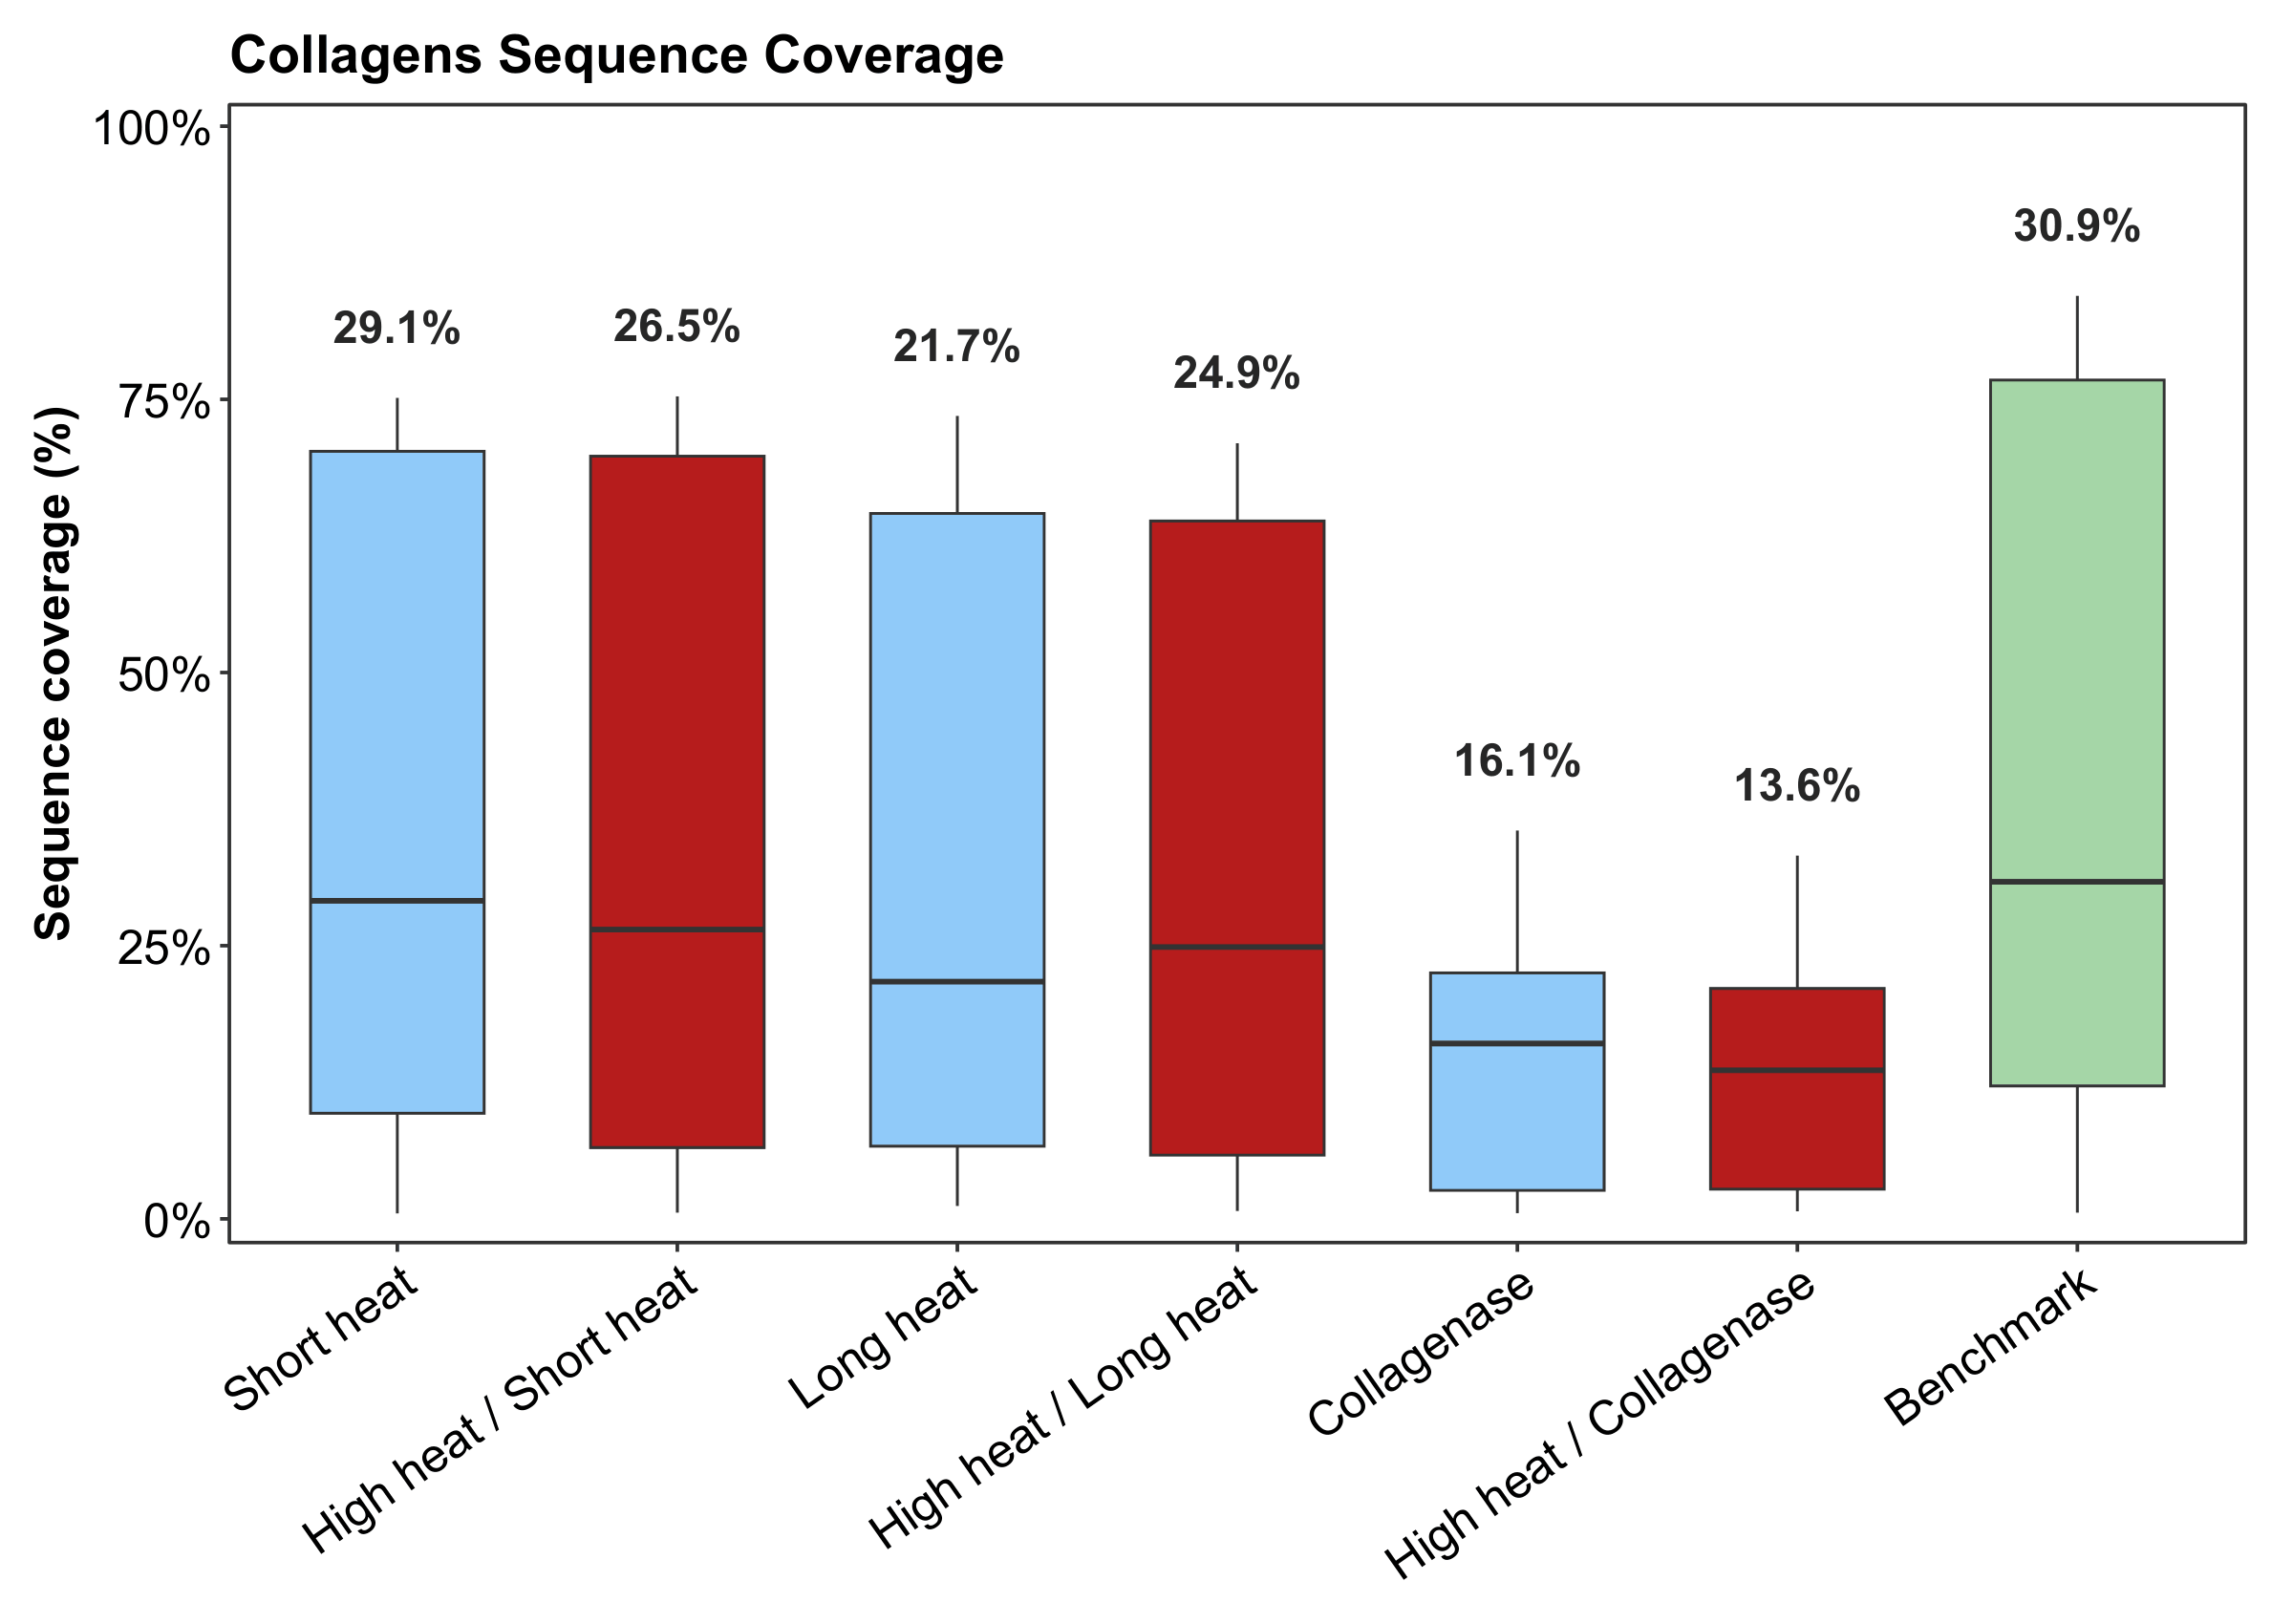 Collagens Sequence Coverage
Sequence coverage (%)
100%
75%
50%
25%
0%
29.1%
26.5%
21.7%
24.9%
16.1%
13.6%
30.9%
Short heat
High heat / Short heat
Long heat
High heat / Long heat
Collagenase
High heat / Collagenase
Benchmark